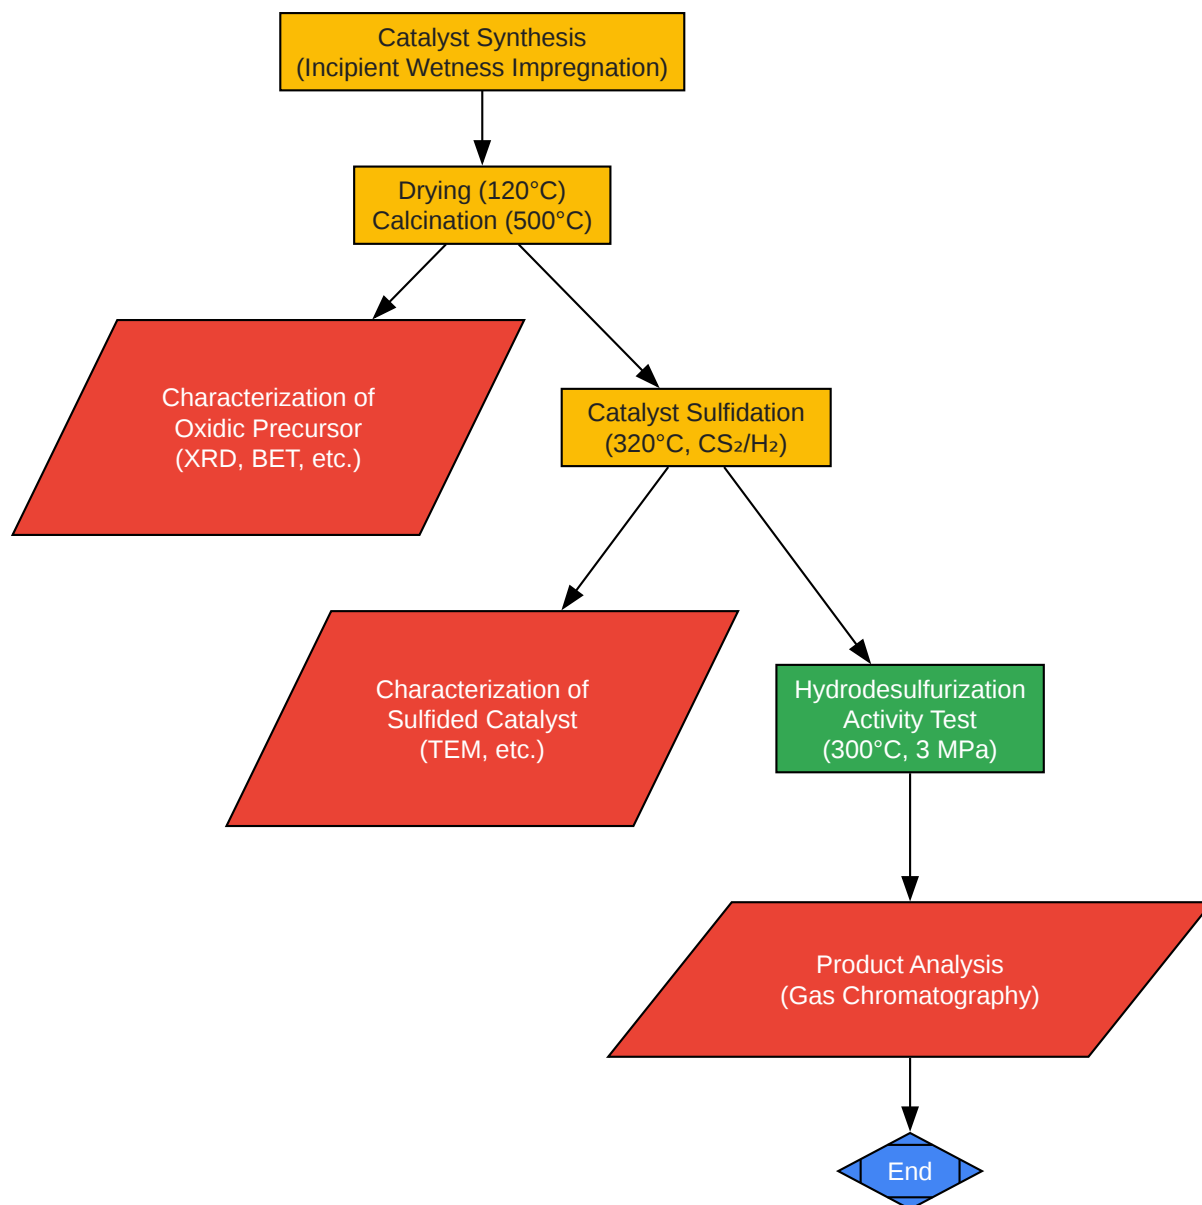 Catalyst Synthesis
(Incipient Wetness Impregnation)
Drying (120°C)
Calcination (500°C)
Characterization of
Oxidic Precursor
(XRD, BET, etc.)
Catalyst Sulfidation
(320°C, CS₂/H₂)
Characterization of
Sulfided Catalyst
(TEM, etc.)
Hydrodesulfurization
Activity Test
(300°C, 3 MPa)
Product Analysis
(Gas Chromatography)
End